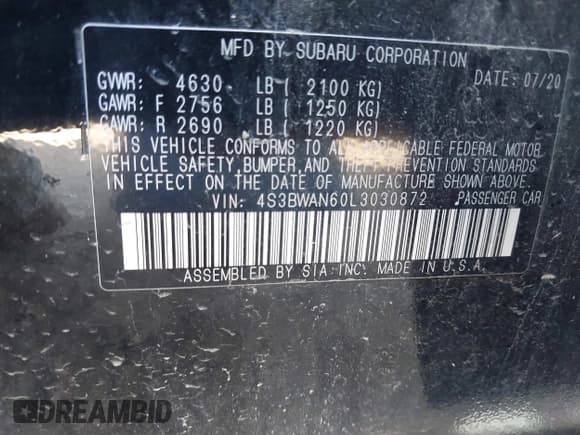 MFD BY SUBARU CORPORATION
DATE: 07/20
GVWR: 4630 LB ( 2100 KG)
GAWR: F 2756 LB ( 1250 KG)
GAWR: R 2690 LB ( 1220 KG)
THIS VEHICLE CONFORMS TO ALL APPLICABLE FEDERAL MOTOR
VEHICLE SAFETY, BUMPER, AND THEFT PREVENTION STANDARDS
IN EFFECT ON THE DATE OF MANUFACTURE SHOWN ABOVE.
VIN: 4S3BWAN60L3030872 PASSENGER CAR
ASSEMBLED BY SIA INC. MADE IN U.S.A.
DREAMBID